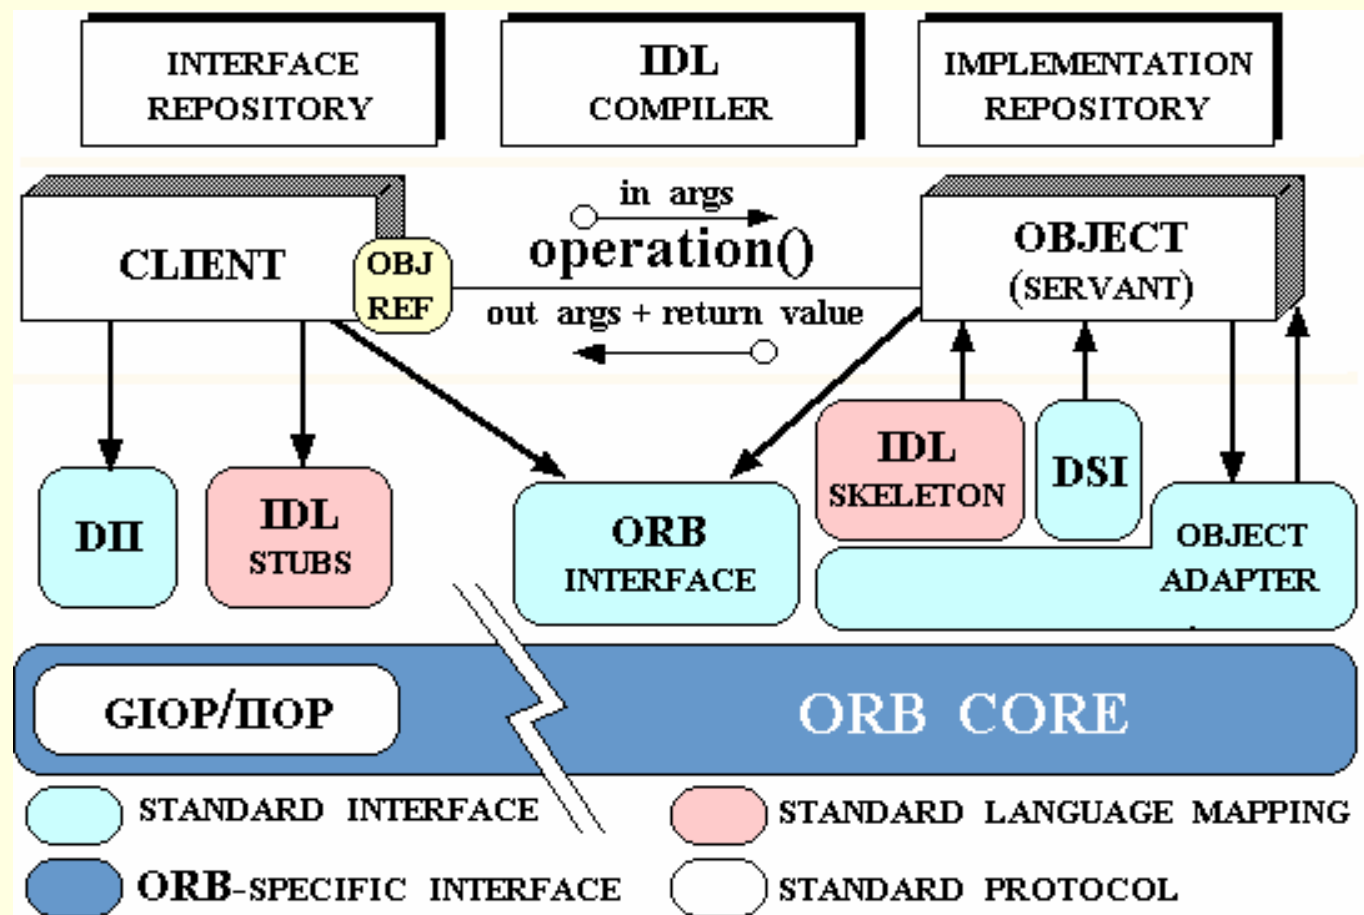 INTERFACE
REPOSITORY
IDL
COMPILER
IMPLEMENTATION
REPOSITORY
CLIENT
OBJ
REF
in args
operation()
out args + return value
OBJECT
(SERVANT)
DII
IDL
STUBS
ORB
INTERFACE
IDL
SKELETON
DSI
OBJECT
ADAPTER
GIOP/IIOP
ORB CORE
STANDARD INTERFACE
STANDARD LANGUAGE MAPPING
ORB-SPECIFIC INTERFACE
STANDARD PROTOCOL